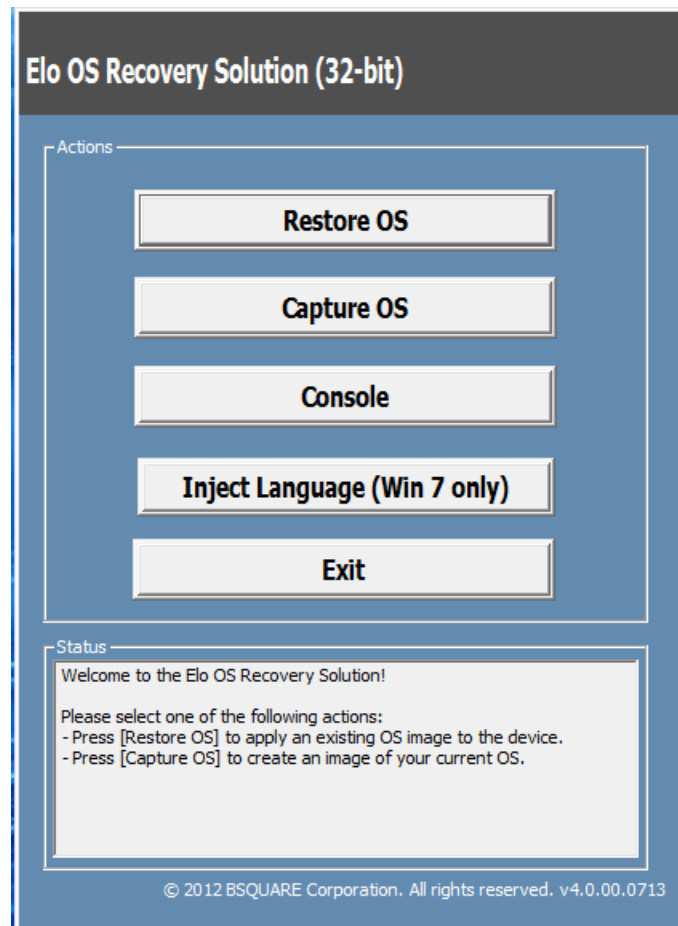 Elo OS Recovery Solution (32-bit)
Actions
Restore OS
Capture OS
Console
Inject Language (Win 7 only)
Exit
Status
Welcome to the Elo OS Recovery Solution!
Please select one of the following actions:
- Press [Restore OS] to apply an existing OS image to the device.
- Press [Capture OS] to create an image of your current OS.
© 2012 BSQUARE Corporation. All rights reserved. v4.0.00.0713